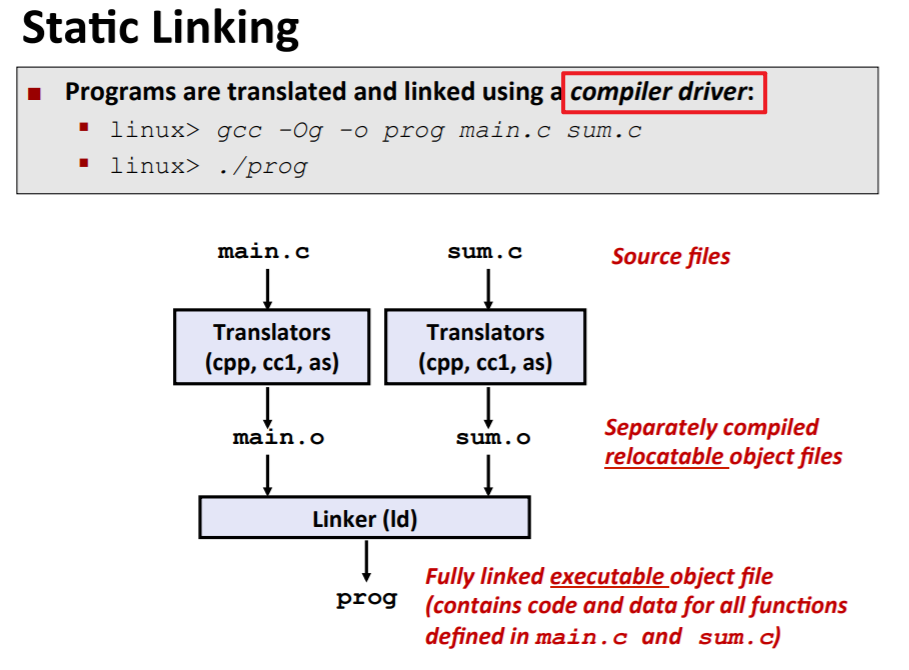 Static Linking
■ Programs are translated and linked using a compiler driver:
▪ linux> gcc -Og -o prog main.c sum.c
▪ linux> ./prog
main.c sum.c Source files
Translators Translators
(cpp, cc1, as) (cpp, cc1, as)
Separately compiled
main.o sum.o
relocatable object files
Linker (ld)
Fully linked executable object file
prog (contains code and data for all functions
defined in main.c and sum.c)